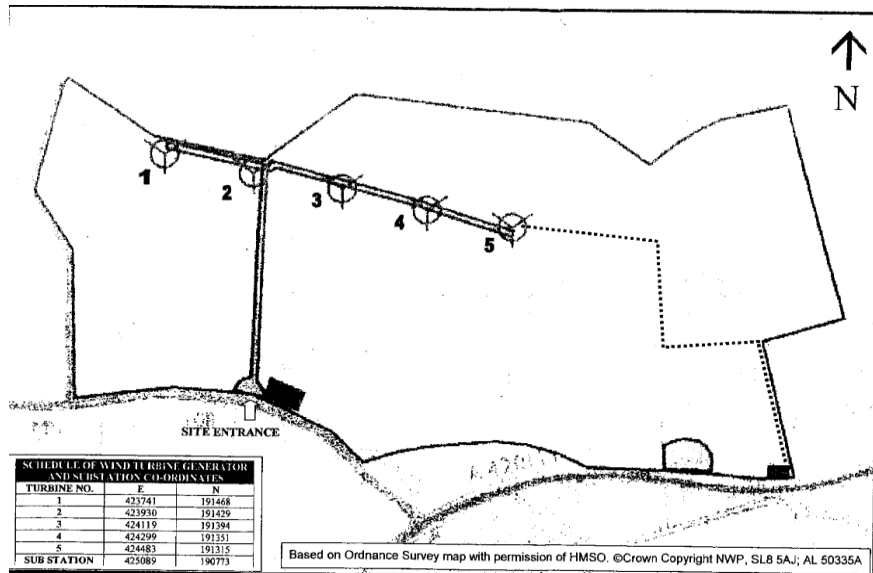 N
1
2
3
4
5
SITE ENTRANCE
SCHEDULE OF WIND TURBINE GENERATOR
AND SUBSTATION CO-ORDINATES
TURBINE NO. E N
1 423741 191468
2 423930 191429
3 424119 191394
4 424299 191351
5 424483 191315
SUB STATION 425089 190773
Based on Ordnance Survey map with permission of HMSO. ©Crown Copyright NWP, SL8 5AJ; AL 50335A